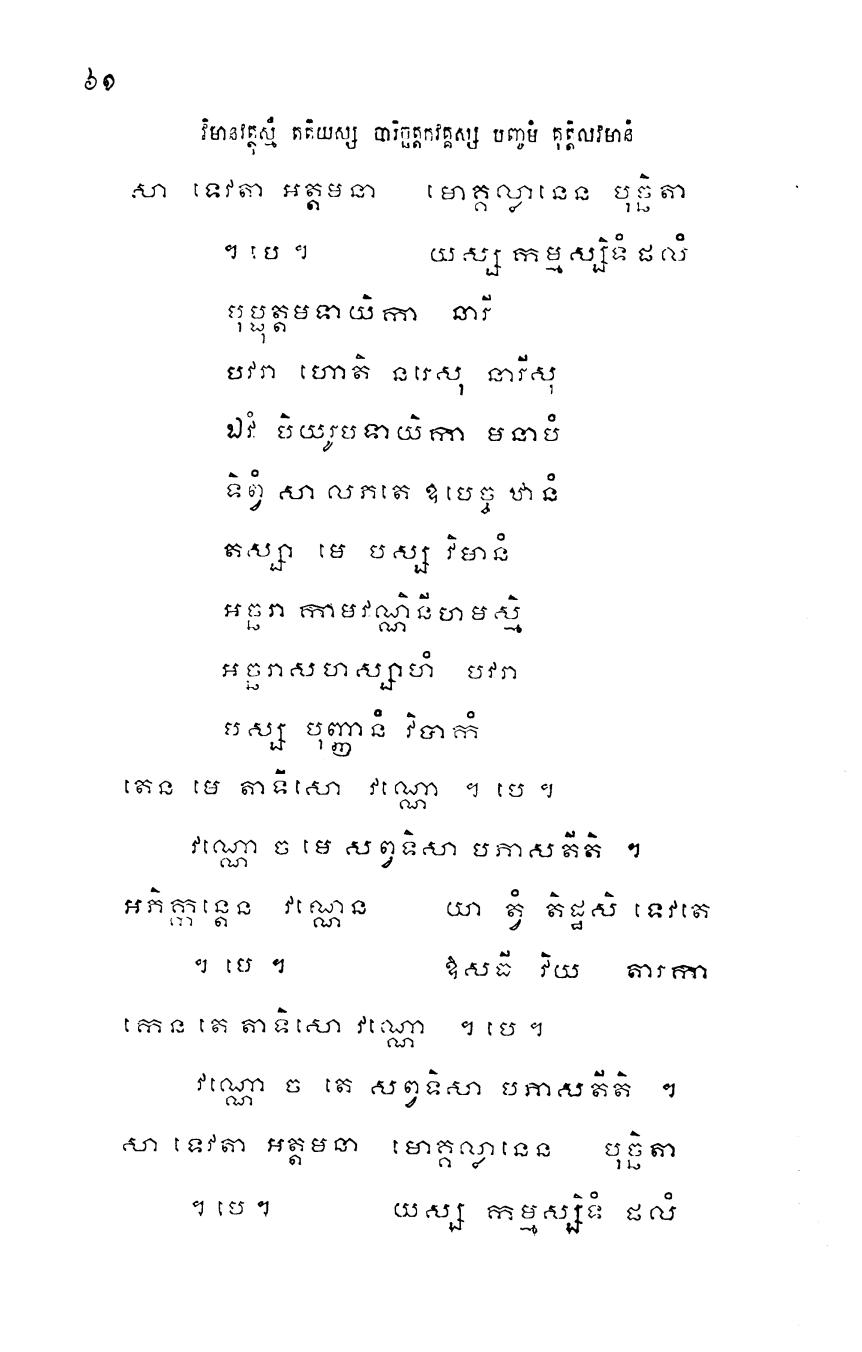 ៦១
វិមានវត្ថុស្មឹ តតិយស្ស បារិច្ឆត្តកវគ្គស្ស បញ្ចមំ គុត្តិលវិមានំ
សា ទេវតា អត្តមនា មោគ្គល្លានេន បុច្ឆិតា
។ បេ ។ យស្ស កម្មស្សិទំ ផលំ
បុប្ផុត្តមទាយិកា នារី
បវរា ហោតិ នរេសុ នារីសុ
ឯវំ បិយរូបទាយិកា មនាបំ
ទិព្វំ សា លភតេ ឧបេច្ច ឋានំ
តស្សា មេ បស្ស វិមានំ
អច្ឆរា កាមវណ្ណិនីហមស្មិ
អច្ឆរាសហស្សាហំ បវរា
បស្ស បុញ្ញានំ វិបាកំ
តេន មេ តាទិសោ វណ្ណោ ។ បេ ។
វណ្ណោ ច មេ សព្វទិសា បភាសតីតិ ។
អភិក្កន្តេន វណ្ណេន យា ត្វំ តិដ្ឋសិ ទេវតេ
។ បេ ។ ឱសធី វិយ តារកា
កេន តេ តាទិសោ វណ្ណោ ។ បេ ។
វណ្ណោ ច តេ សព្វទិសា បភាសតីតិ ។
សា ទេវតា អត្តមនា មោគ្គល្លានេន បុច្ឆិតា
។ បេ ។ យស្ស កម្មស្សិទំ ផលំ